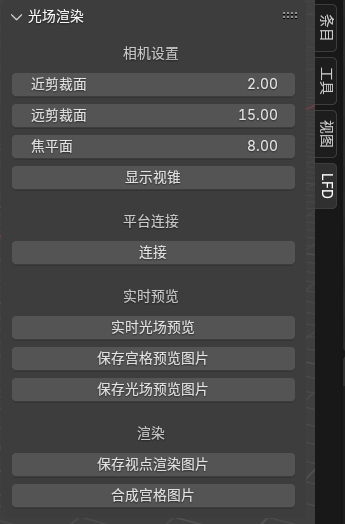 光场渲染
相机设置
近剪裁面 2.00
远剪裁面 15.00
焦平面 8.00
显示视锥
平台连接
连接
实时预览
实时光场预览
保存宫格预览图片
保存光场预览图片
渲染
保存视点渲染图片
合成宫格图片
条目
工具
视图
LFD